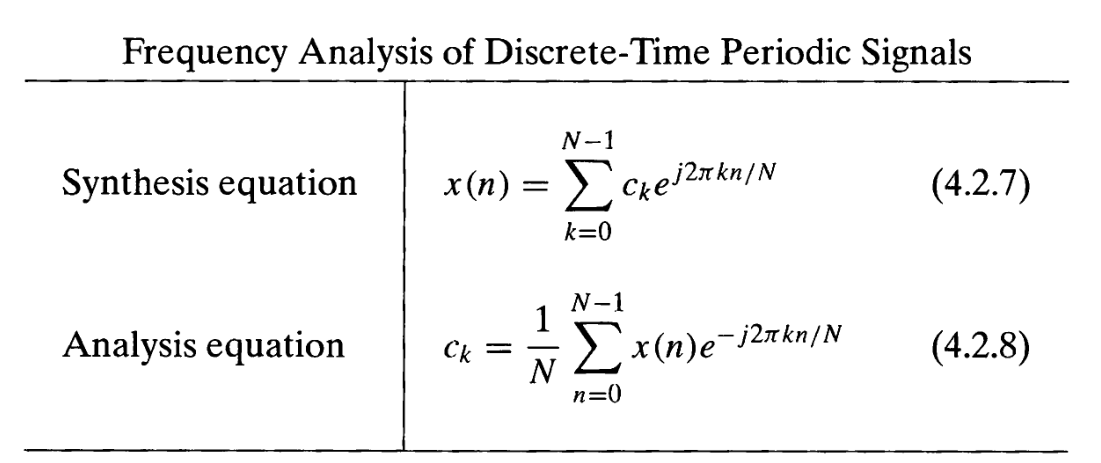 Frequency Analysis of Discrete-Time Periodic Signals
Synthesis equation x(n) = \sum_{k=0}^{N-1} c_k e^{j2\pi kn/N} (4.2.7)
Analysis equation c_k = \frac{1}{N} \sum_{n=0}^{N-1} x(n) e^{-j2\pi kn/N} (4.2.8)